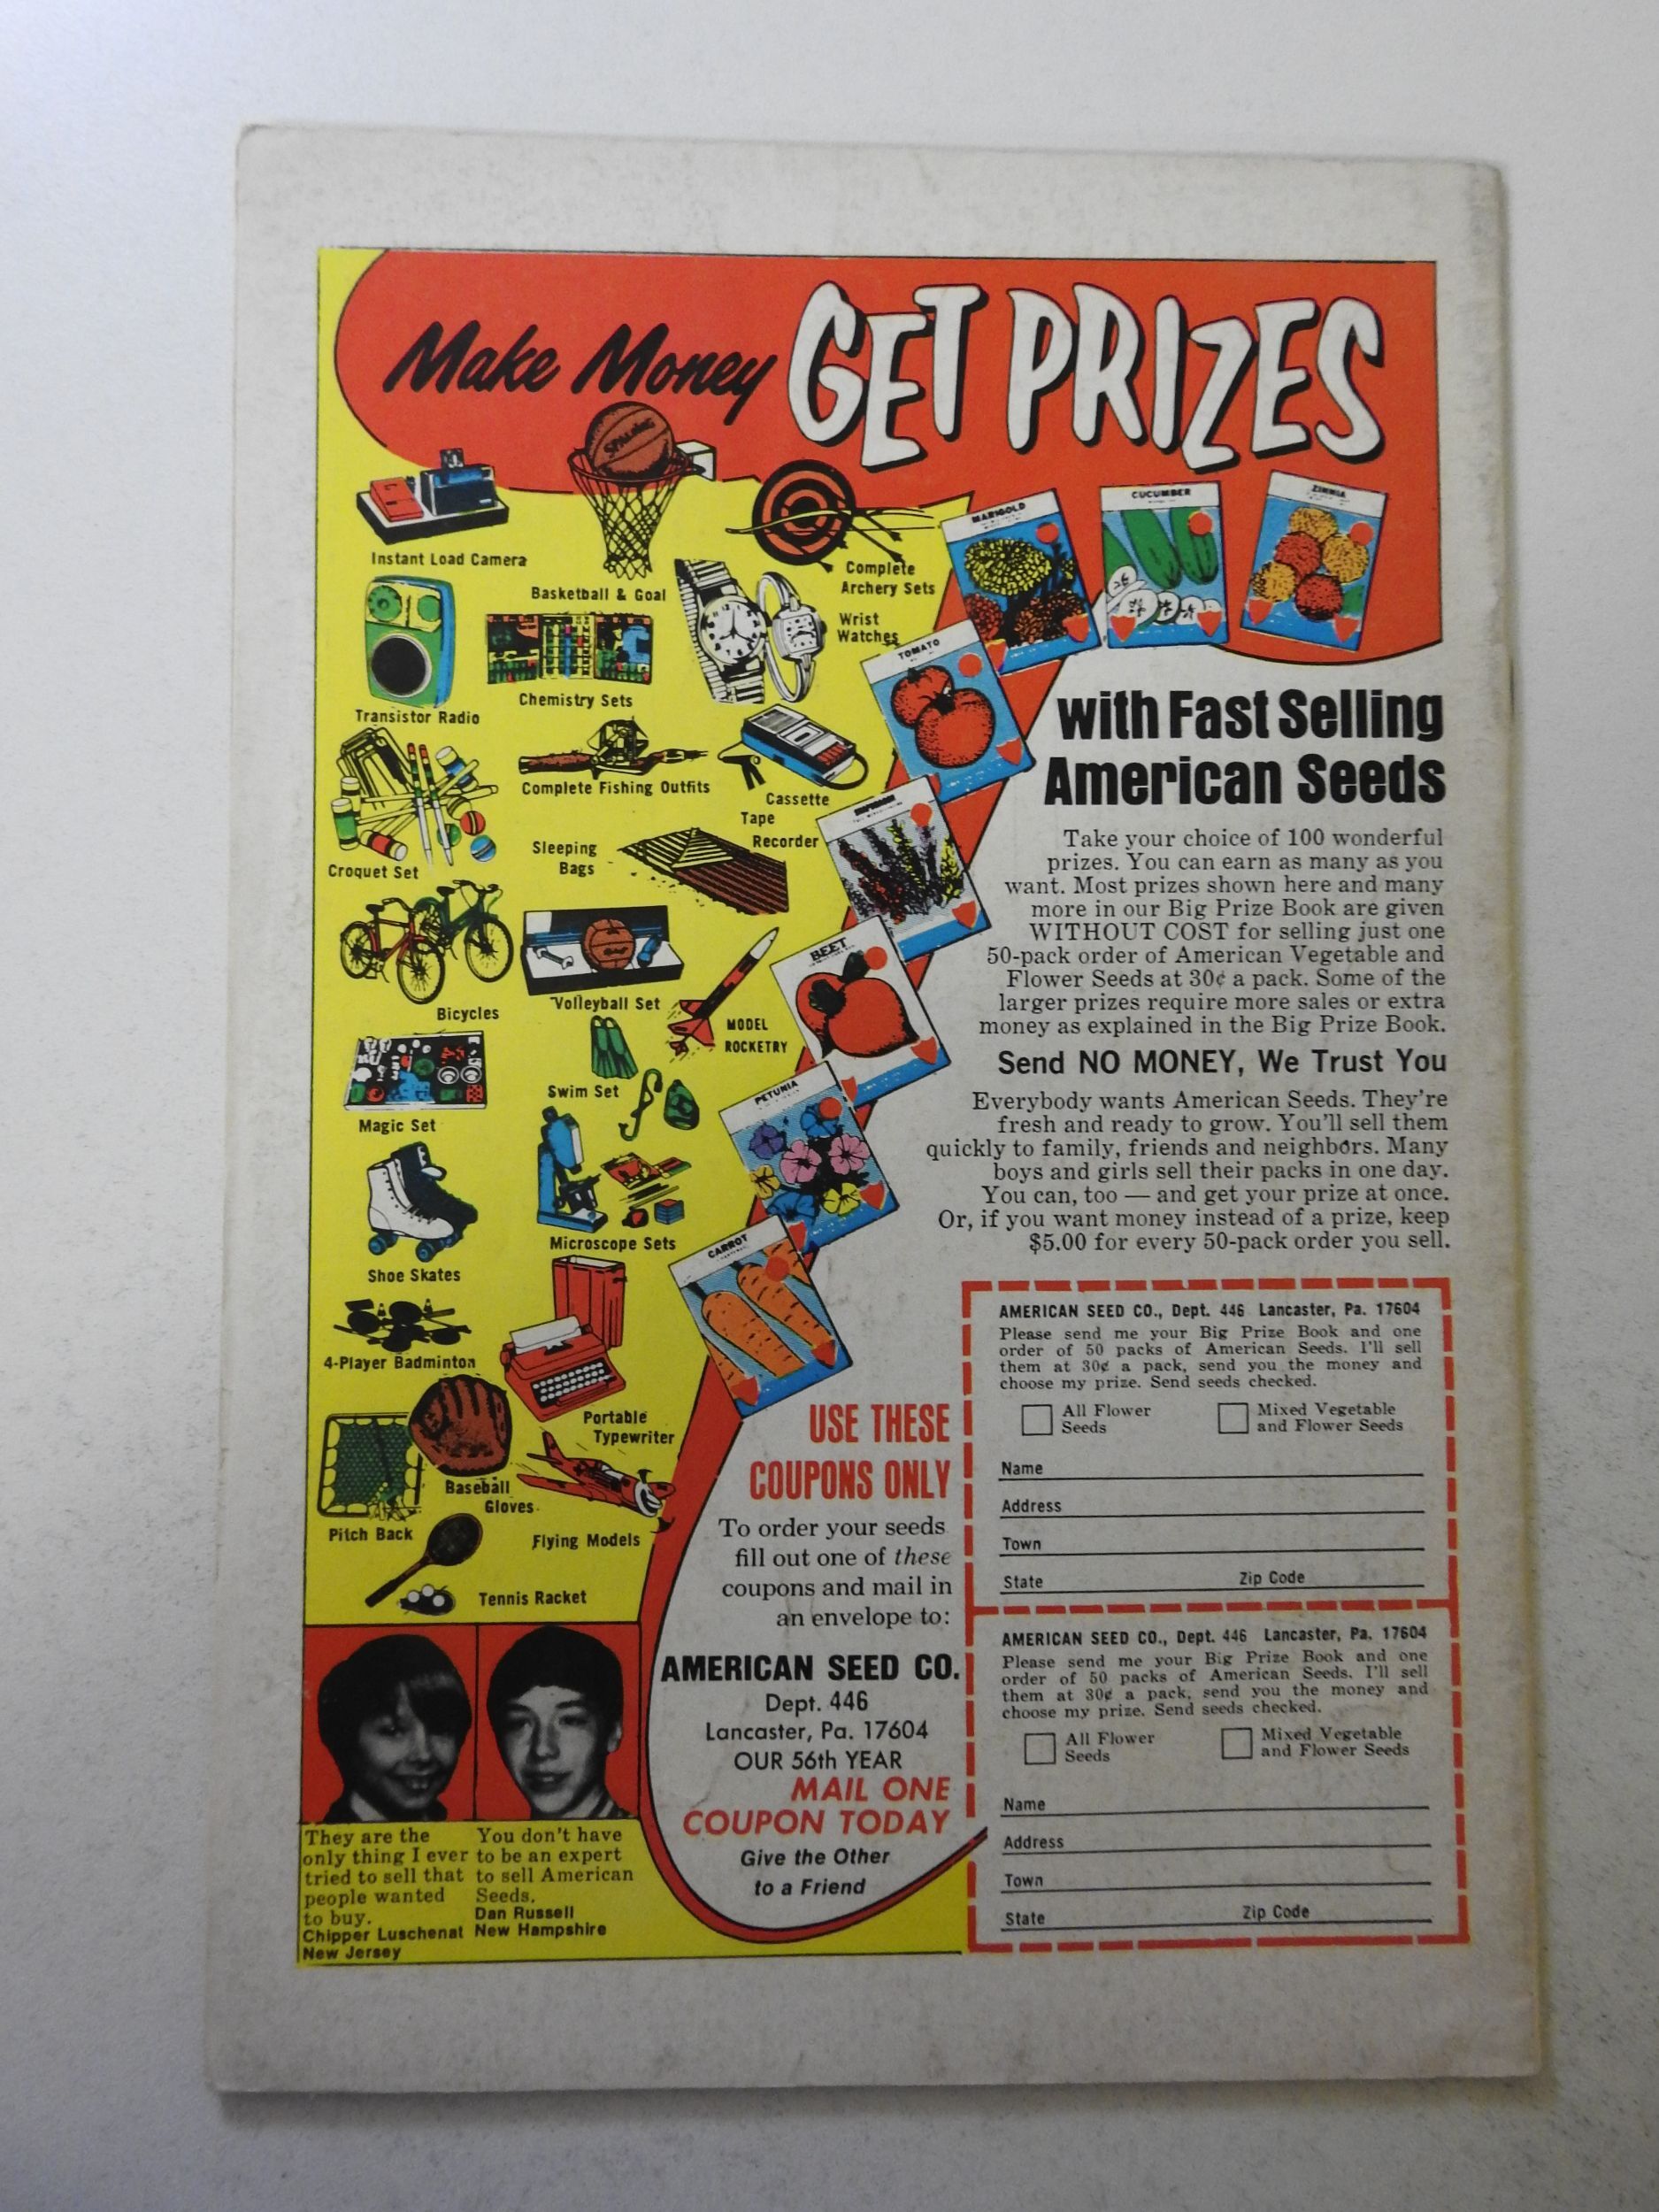 Make Money GET PRIZES
SPALDING
Instant Load Camera
Basketball & Goal
Complete
Archery Sets
Wrist
Watches
Transistor Radio
Chemistry Sets
Complete Fishing Outfits
Cassette
Tape
Recorder
Croquet Set
Sleeping
Bags
Bicycles
Volleyball Set
MODEL
ROCKETRY
Magic Set
Swim Set
Shoe Skates
Microscope Sets
4-Player Badminton
Portable
Typewriter
Baseball
Gloves
Pitch Back
Flying Models
Tennis Racket
MARIGOLD
CUCUMBER
ZINNIA
TOMATO
BEET
PETUNIA
CARROT
with Fast Selling
American Seeds
Take your choice of 100 wonderful
prizes. You can earn as many as you
want. Most prizes shown here and many
more in our Big Prize Book are given
WITHOUT COST for selling just one
50-pack order of American Vegetable and
Flower Seeds at 30¢ a pack. Some of the
larger prizes require more sales or extra
money as explained in the Big Prize Book.
Send NO MONEY, We Trust You
Everybody wants American Seeds. They're
fresh and ready to grow. You'll sell them
quickly to family, friends and neighbors. Many
boys and girls sell their packs in one day.
You can, too — and get your prize at once.
Or, if you want money instead of a prize, keep
$5.00 for every 50-pack order you sell.
USE THESE
COUPONS ONLY
To order your seeds
fill out one of these
coupons and mail in
an envelope to:
AMERICAN SEED CO.
Dept. 446
Lancaster, Pa. 17604
OUR 56th YEAR
MAIL ONE
COUPON TODAY
Give the Other
to a Friend
AMERICAN SEED CO., Dept. 446 Lancaster, Pa. 17604
Please send me your Big Prize Book and one
order of 50 packs of American Seeds. I'll sell
them at 30¢ a pack, send you the money and
choose my prize. Send seeds checked.
All Flower
Seeds
Mixed Vegetable
and Flower Seeds
Name
Address
Town
State Zip Code
AMERICAN SEED CO., Dept. 446 Lancaster, Pa. 17604
Please send me your Big Prize Book and one
order of 50 packs of American Seeds. I'll sell
them at 30¢ a pack, send you the money and
choose my prize. Send seeds checked.
All Flower
Seeds
Mixed Vegetable
and Flower Seeds
Name
Address
Town
State Zip Code
They are the
only thing I ever
tried to sell that
people wanted
to buy.
Chipper Luschenat
New Jersey
You don't have
to be an expert
to sell American
Seeds.
Dan Russell
New Hampshire